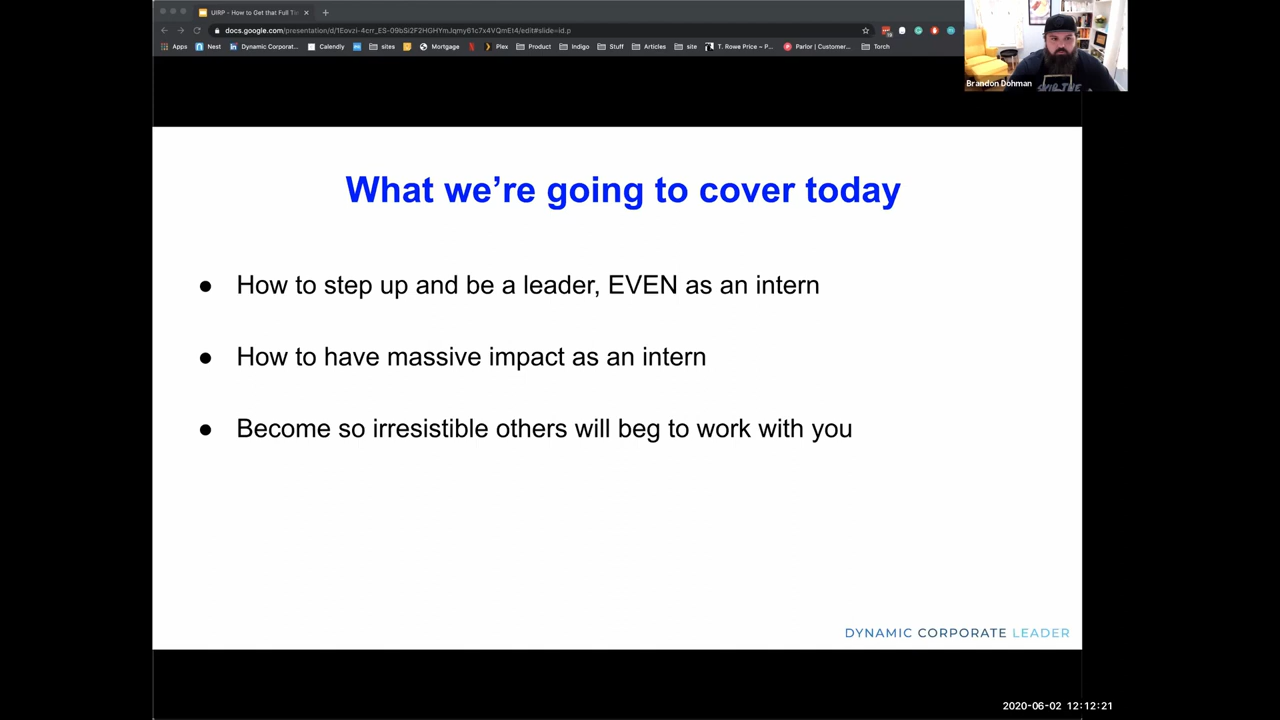 UIRP - How to Get that Full Ti
docs.google.com/presentation/d/1Eovzi-4crr_ES-09bSi2F2HGHYmJqmy61c7x4VQmEt4/edit#slide=id.p
Apps Nest Dynamic Corporat... Calendly sites Mortgage Plex Product Indigo Stuff Articles site T. Rowe Price – P... Parlor | Customer... Torch
Brandon Dohman
What we're going to cover today
● How to step up and be a leader, EVEN as an intern
● How to have massive impact as an intern
● Become so irresistible others will beg to work with you
DYNAMIC CORPORATE LEADER
2020-06-02 12:12:21